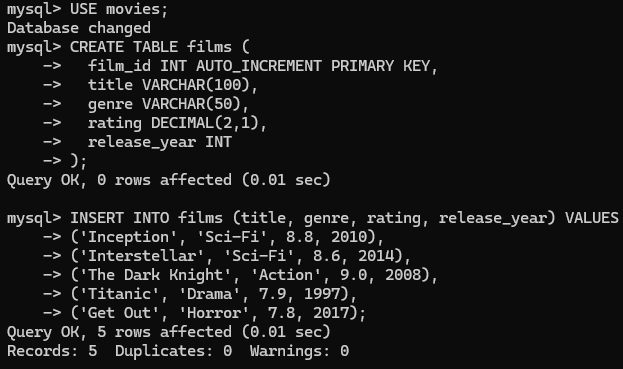 mysql> USE movies;
Database changed
mysql> CREATE TABLE films (
    ->   film_id INT AUTO_INCREMENT PRIMARY KEY,
    ->   title VARCHAR(100),
    ->   genre VARCHAR(50),
    ->   rating DECIMAL(2,1),
    ->   release_year INT
    -> );
Query OK, 0 rows affected (0.01 sec)

mysql> INSERT INTO films (title, genre, rating, release_year) VALUES
    -> ('Inception', 'Sci-Fi', 8.8, 2010),
    -> ('Interstellar', 'Sci-Fi', 8.6, 2014),
    -> ('The Dark Knight', 'Action', 9.0, 2008),
    -> ('Titanic', 'Drama', 7.9, 1997),
    -> ('Get Out', 'Horror', 7.8, 2017);
Query OK, 5 rows affected (0.01 sec)
Records: 5  Duplicates: 0  Warnings: 0